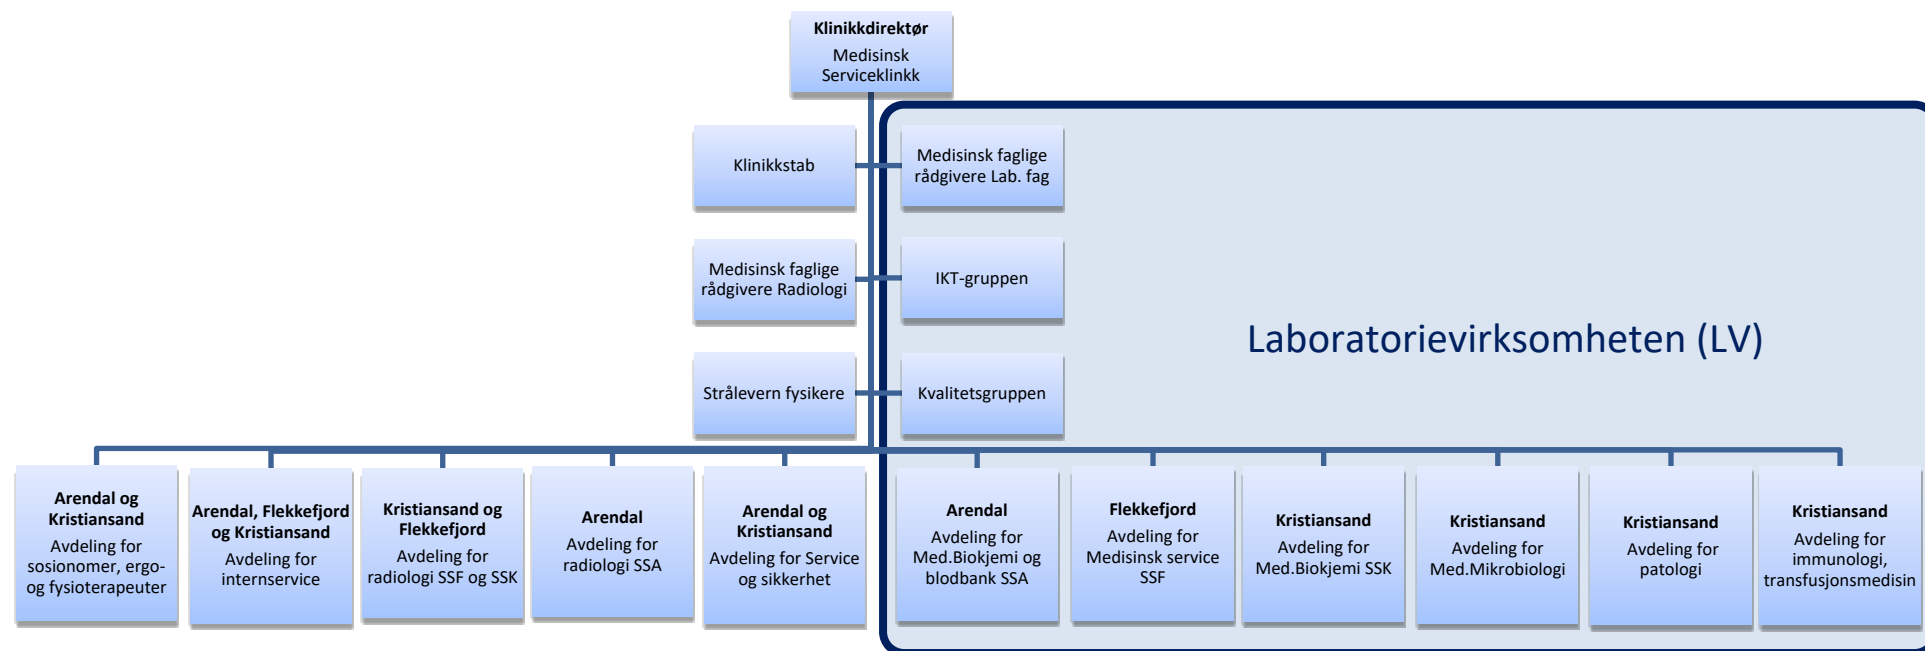 Klinikkdirektør
Medisinsk
Serviceklinkk
Klinikkstab
Medisinsk faglige
rådgivere Lab. fag
Medisinsk faglige
rådgivere Radiologi
IKT-gruppen
Laboratorievirksomheten (LV)
Strålevern fysikere
Kvalitetsgruppen
Arendal og
Kristiansand
Avdeling for
sosionomer, ergo-
og fysioterapeuter
Arendal, Flekkefjord
og Kristiansand
Avdeling for
internservice
Kristiansand og
Flekkefjord
Avdeling for
radiologi SSF og SSK
Arendal
Avdeling for
radiologi SSA
Arendal og
Kristiansand
Avdeling for Service
og sikkerhet
Arendal
Avdeling for
Med.Biokjemi og
blodbank SSA
Flekkefjord
Avdeling for
Medisinsk service
SSF
Kristiansand
Avdeling for
Med.Biokjemi SSK
Kristiansand
Avdeling for
Med.Mikrobiologi
Kristiansand
Avdeling for
patologi
Kristiansand
Avdeling for
immunologi,
transfusjonsmedisin